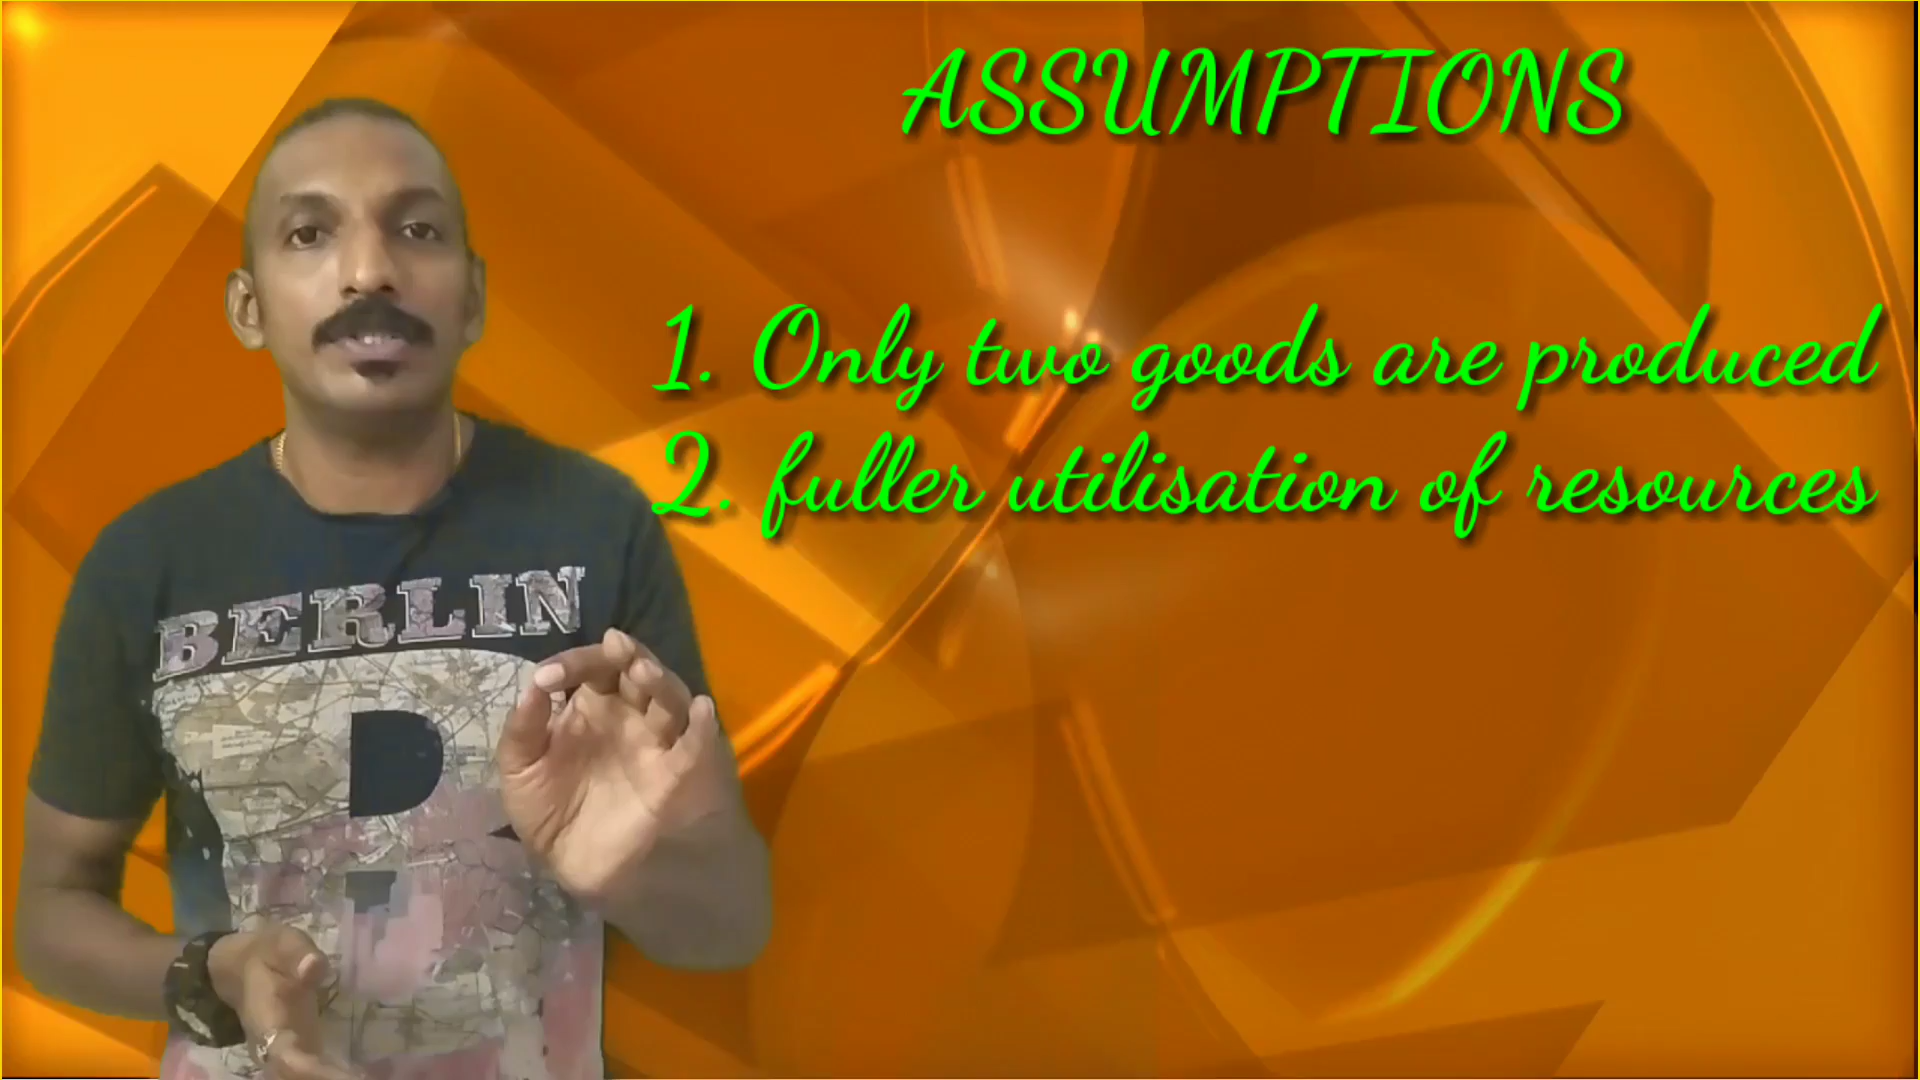 ASSUMPTIONS
1. Only two goods are produced
2. fuller utilisation of resources
BERLIN